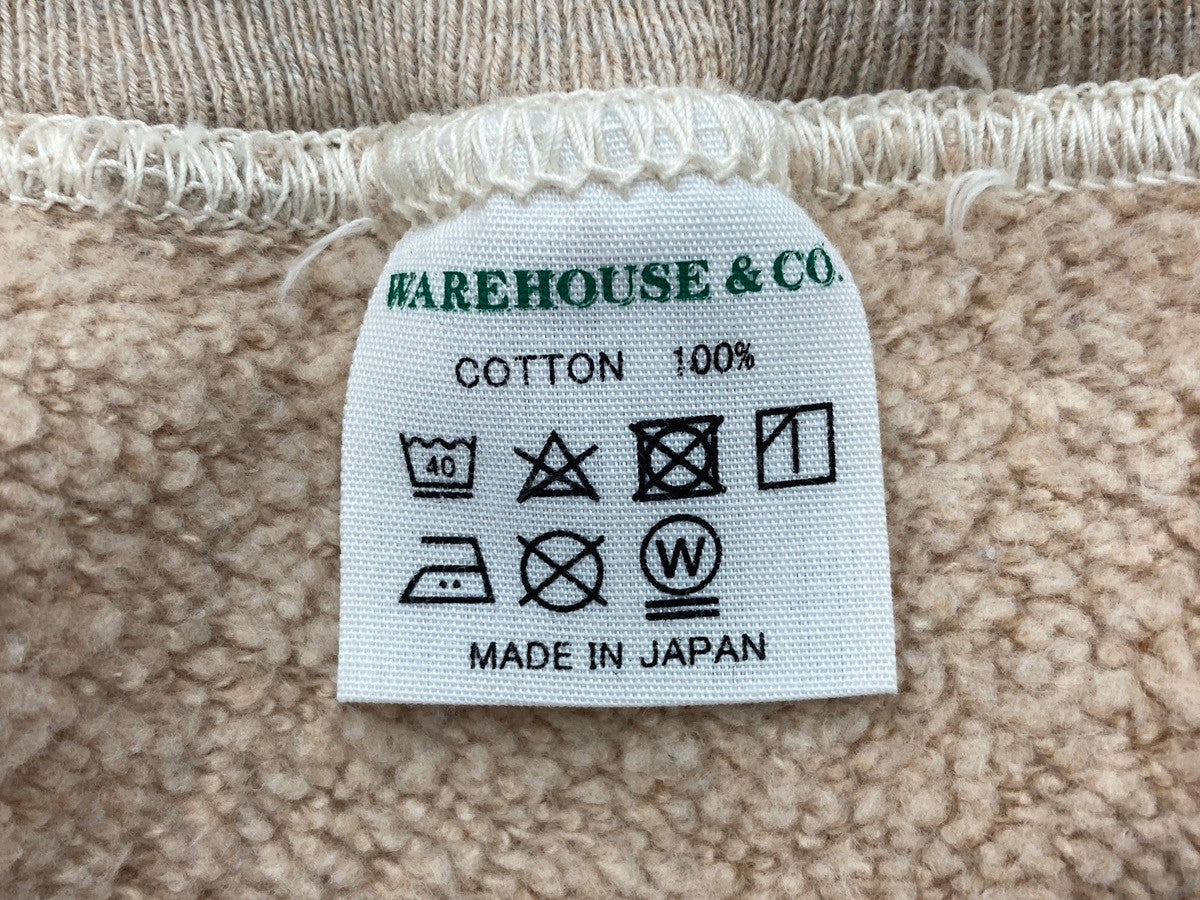 WAREHOUSE & CO.
COTTON 100%
40
W
MADE IN JAPAN